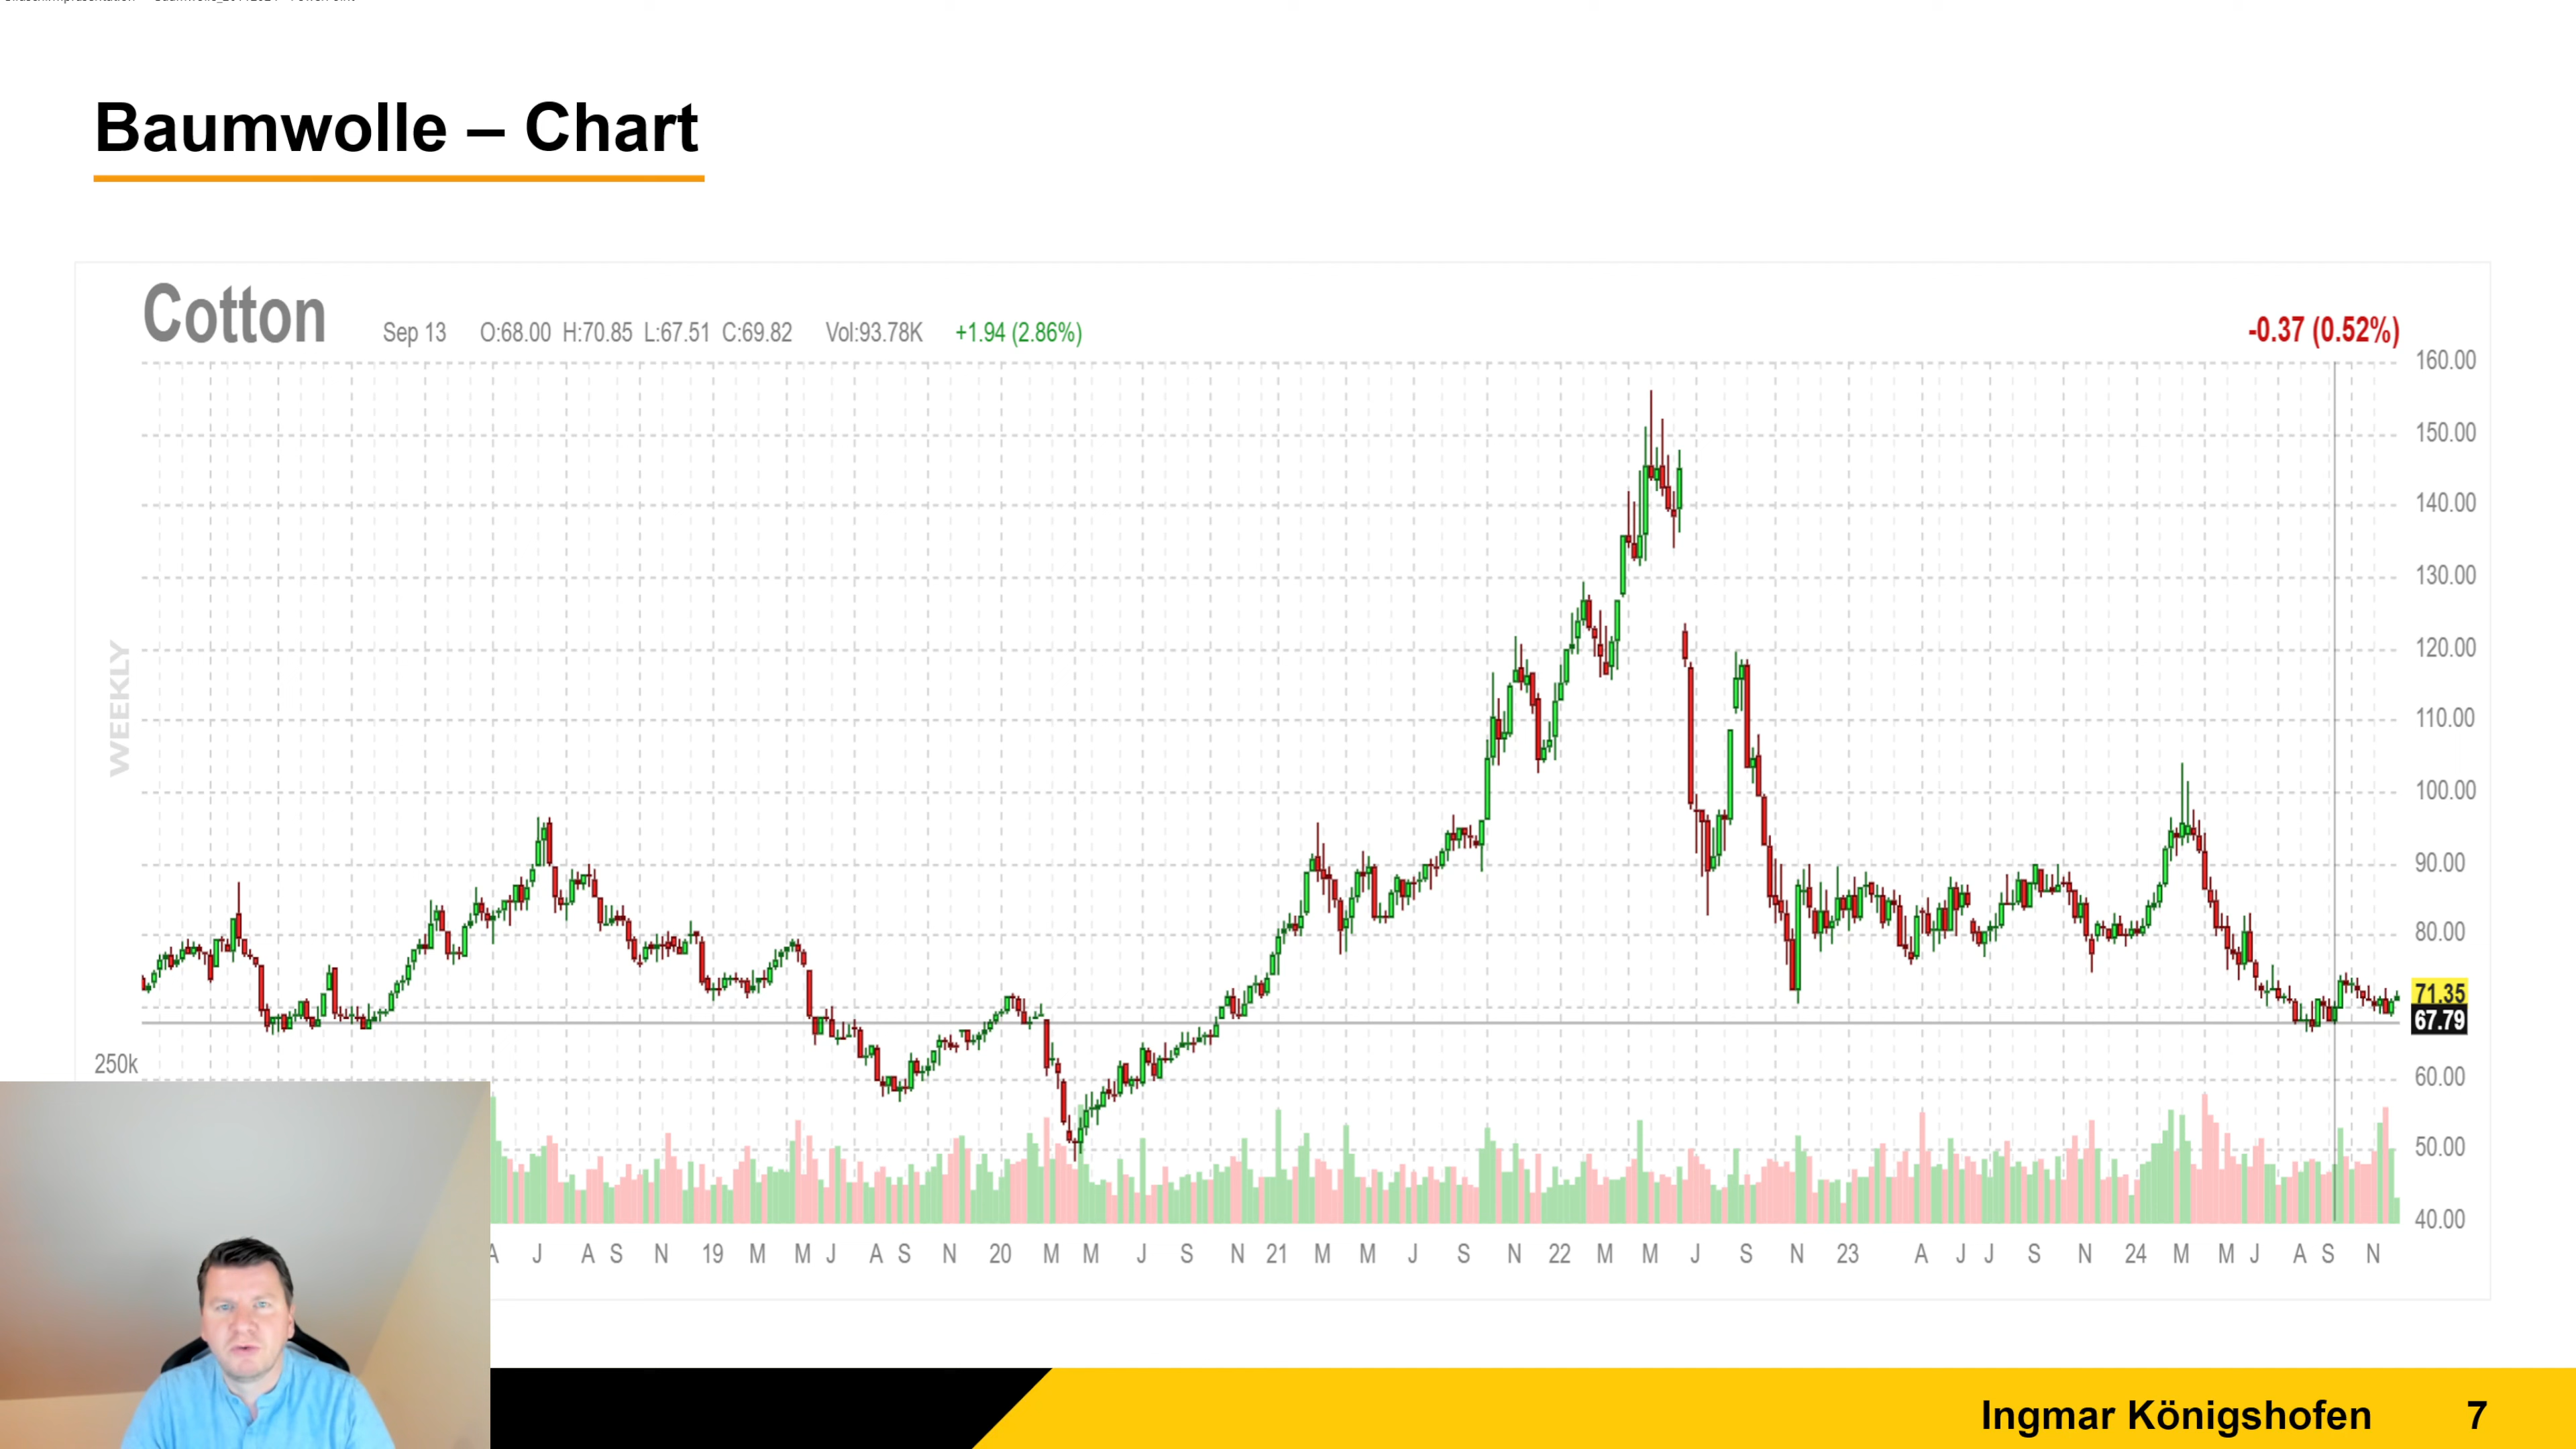 Baumwolle – Chart
Cotton
Sep 13 O:68.00 H:70.85 L:67.51 C:69.82 Vol:93.78K +1.94 (2.86%)
-0.37 (0.52%)
160.00
150.00
140.00
130.00
120.00
110.00
100.00
90.00
80.00
71.35
67.79
60.00
50.00
40.00
WEEKLY
250k
A J A S N 19 M M J A S N 20 M M J S N 21 M M J S N 22 M M J S N 23 A J J S N 24 M M J A S N
Ingmar Königshofen 7